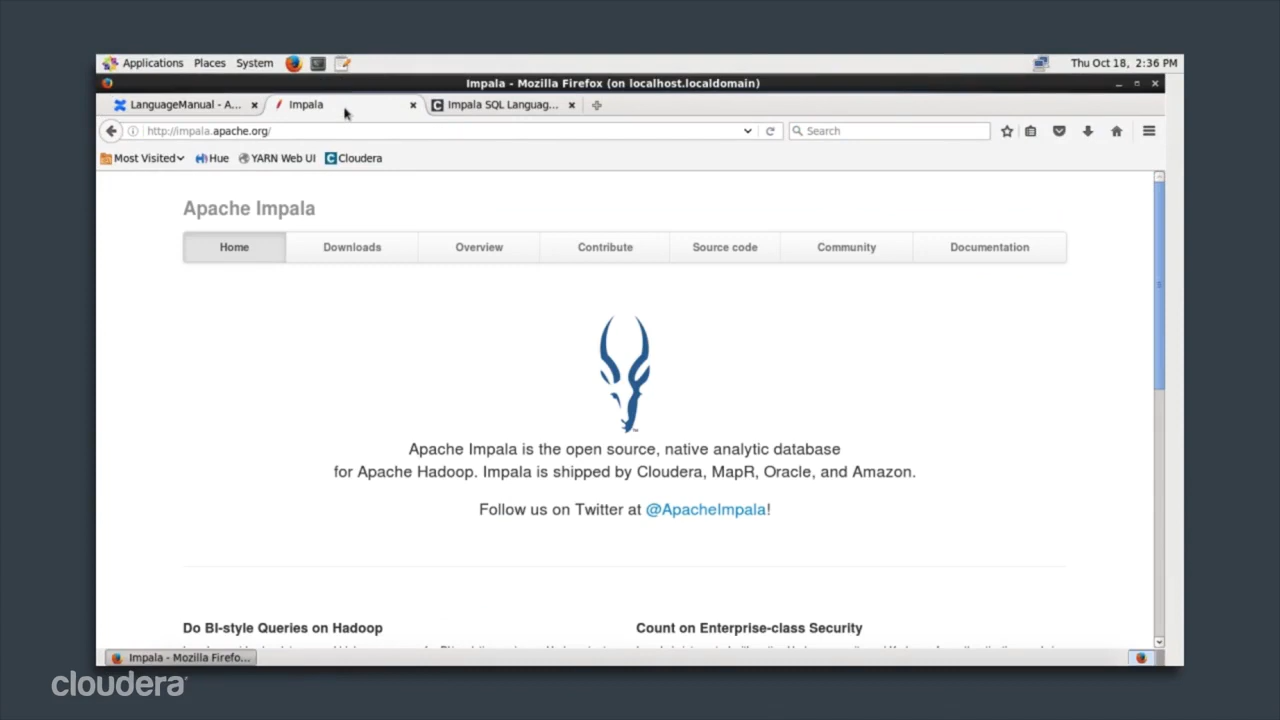 Applications Places System Thu Oct 18, 2:36 PM
Impala - Mozilla Firefox (on localhost.localdomain)
LanguageManual - A... Impala Impala SQL Languag...
http://impala.apache.org/ Search
Most Visited Hue YARN Web UI Cloudera
Apache Impala
Home Downloads Overview Contribute Source code Community Documentation
Apache Impala is the open source, native analytic database
for Apache Hadoop. Impala is shipped by Cloudera, MapR, Oracle, and Amazon.
Follow us on Twitter at @ApacheImpala!
Do BI-style Queries on Hadoop Count on Enterprise-class Security
Impala - Mozilla Firefo...
cloudera